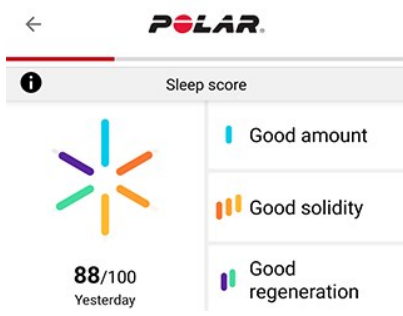 POLAR.
Sleep score
Good amount
Good solidity
Good
regeneration
88/100
Yesterday